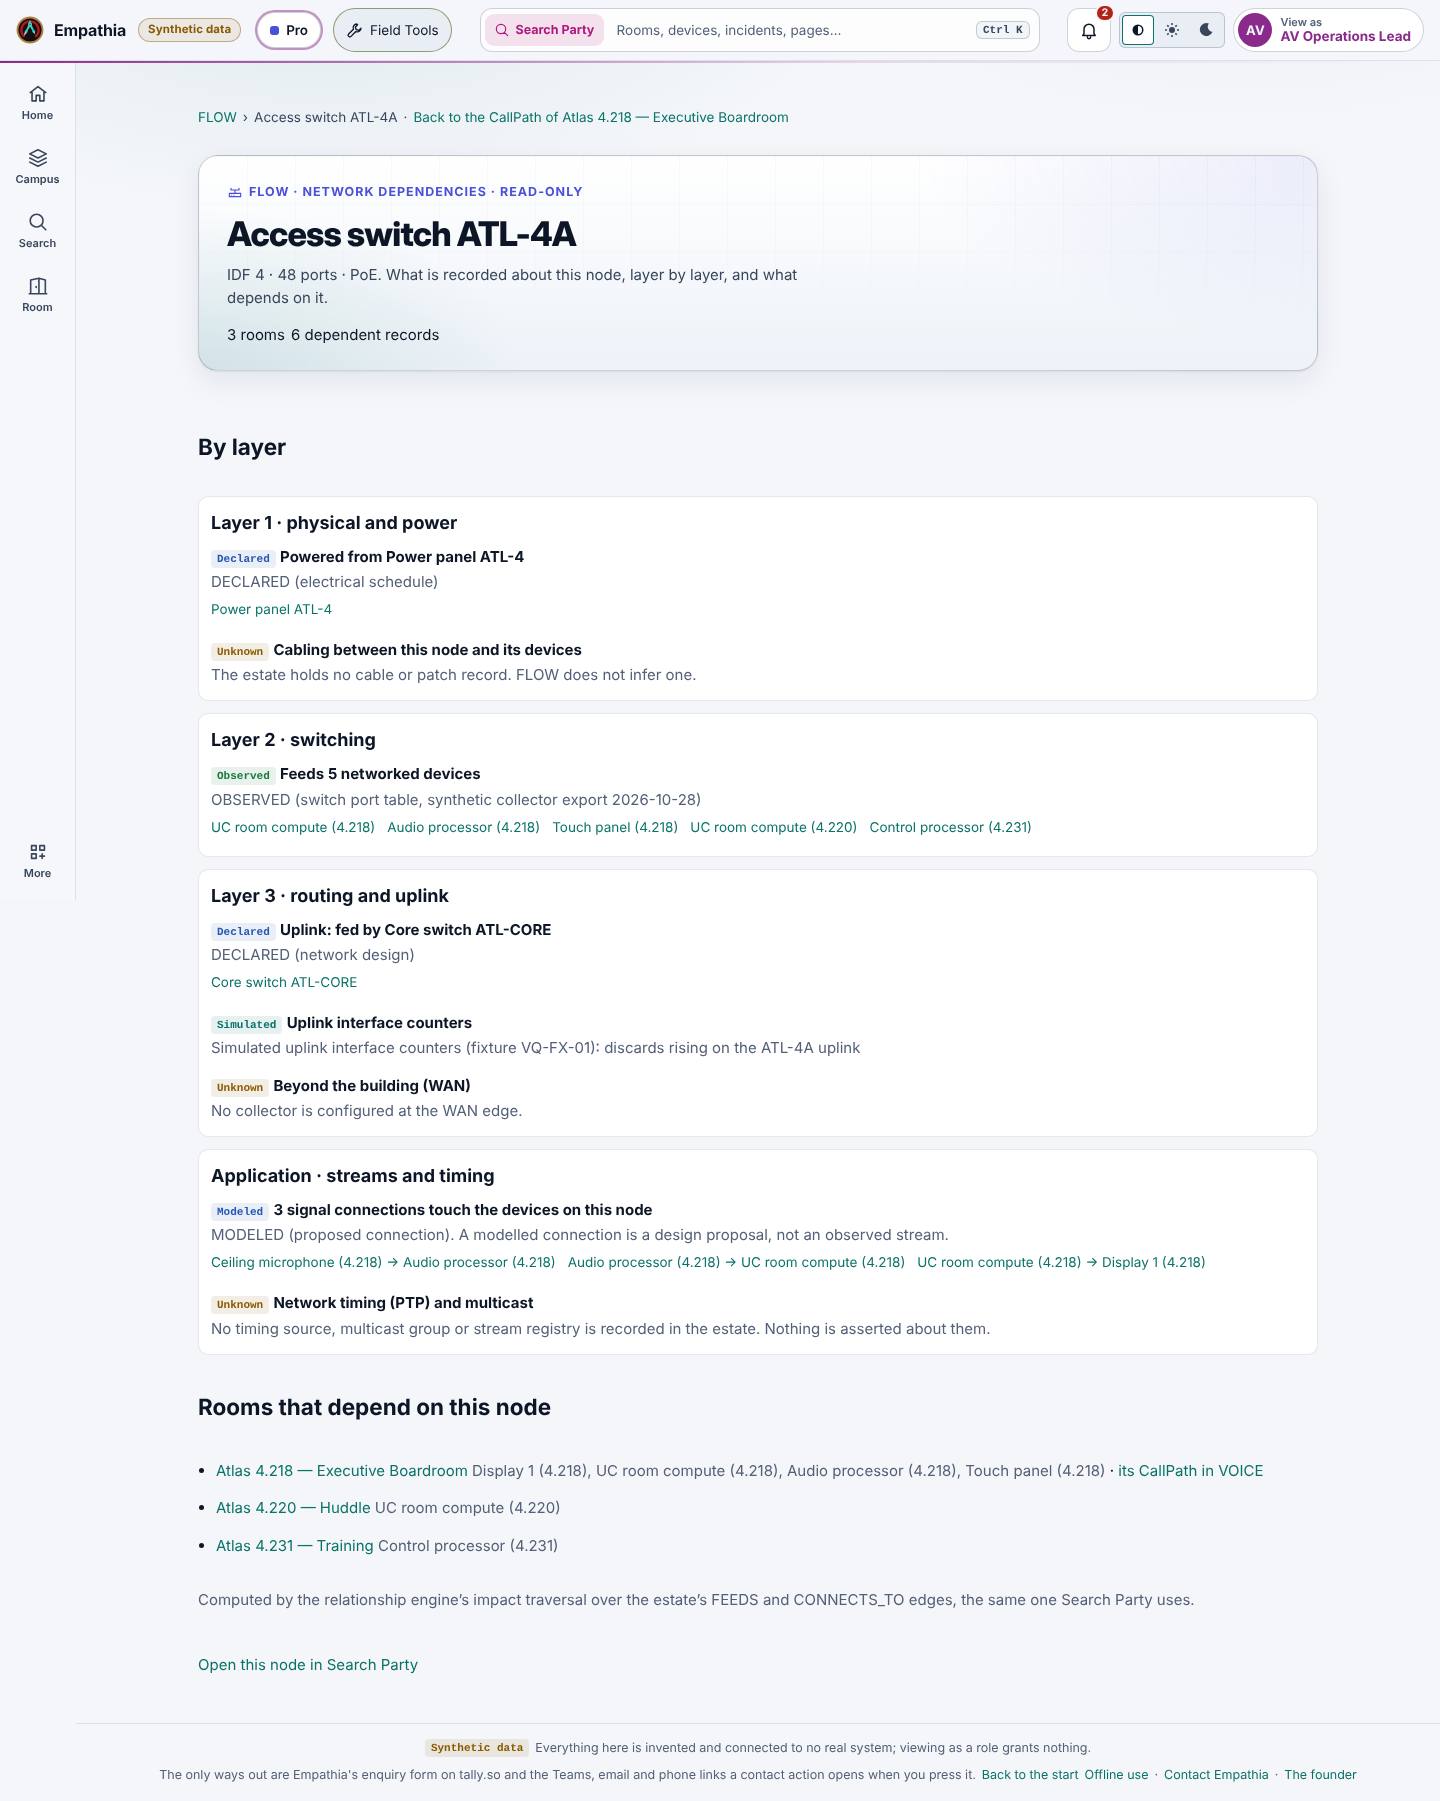 Empathia
Synthetic data
Pro
Field Tools
Search Party
Rooms, devices, incidents, pages...
Ctrl K
2
AV
View as
AV Operations Lead
Home
Campus
Search
Room
More
FLOW › Access switch ATL-4A · Back to the CallPath of Atlas 4.218 — Executive Boardroom
FLOW · NETWORK DEPENDENCIES · READ-ONLY
Access switch ATL-4A
IDF 4 · 48 ports · PoE. What is recorded about this node, layer by layer, and what
depends on it.
3 rooms 6 dependent records
By layer
Layer 1 · physical and power
Declared Powered from Power panel ATL-4
DECLARED (electrical schedule)
Power panel ATL-4
Unknown Cabling between this node and its devices
The estate holds no cable or patch record. FLOW does not infer one.
Layer 2 · switching
Observed Feeds 5 networked devices
OBSERVED (switch port table, synthetic collector export 2026-10-28)
UC room compute (4.218) Audio processor (4.218) Touch panel (4.218) UC room compute (4.220) Control processor (4.231)
Layer 3 · routing and uplink
Declared Uplink: fed by Core switch ATL-CORE
DECLARED (network design)
Core switch ATL-CORE
Simulated Uplink interface counters
Simulated uplink interface counters (fixture VQ-FX-01): discards rising on the ATL-4A uplink
Unknown Beyond the building (WAN)
No collector is configured at the WAN edge.
Application · streams and timing
Modeled 3 signal connections touch the devices on this node
MODELED (proposed connection). A modelled connection is a design proposal, not an observed stream.
Ceiling microphone (4.218) → Audio processor (4.218) Audio processor (4.218) → UC room compute (4.218) UC room compute (4.218) → Display 1 (4.218)
Unknown Network timing (PTP) and multicast
No timing source, multicast group or stream registry is recorded in the estate. Nothing is asserted about them.
Rooms that depend on this node
• Atlas 4.218 — Executive Boardroom Display 1 (4.218), UC room compute (4.218), Audio processor (4.218), Touch panel (4.218) · its CallPath in VOICE
• Atlas 4.220 — Huddle UC room compute (4.220)
• Atlas 4.231 — Training Control processor (4.231)
Computed by the relationship engine’s impact traversal over the estate’s FEEDS and CONNECTS_TO edges, the same one Search Party uses.
Open this node in Search Party
Synthetic data Everything here is invented and connected to no real system; viewing as a role grants nothing.
The only ways out are Empathia's enquiry form on tally.so and the Teams, email and phone links a contact action opens when you press it. Back to the start Offline use · Contact Empathia · The founder